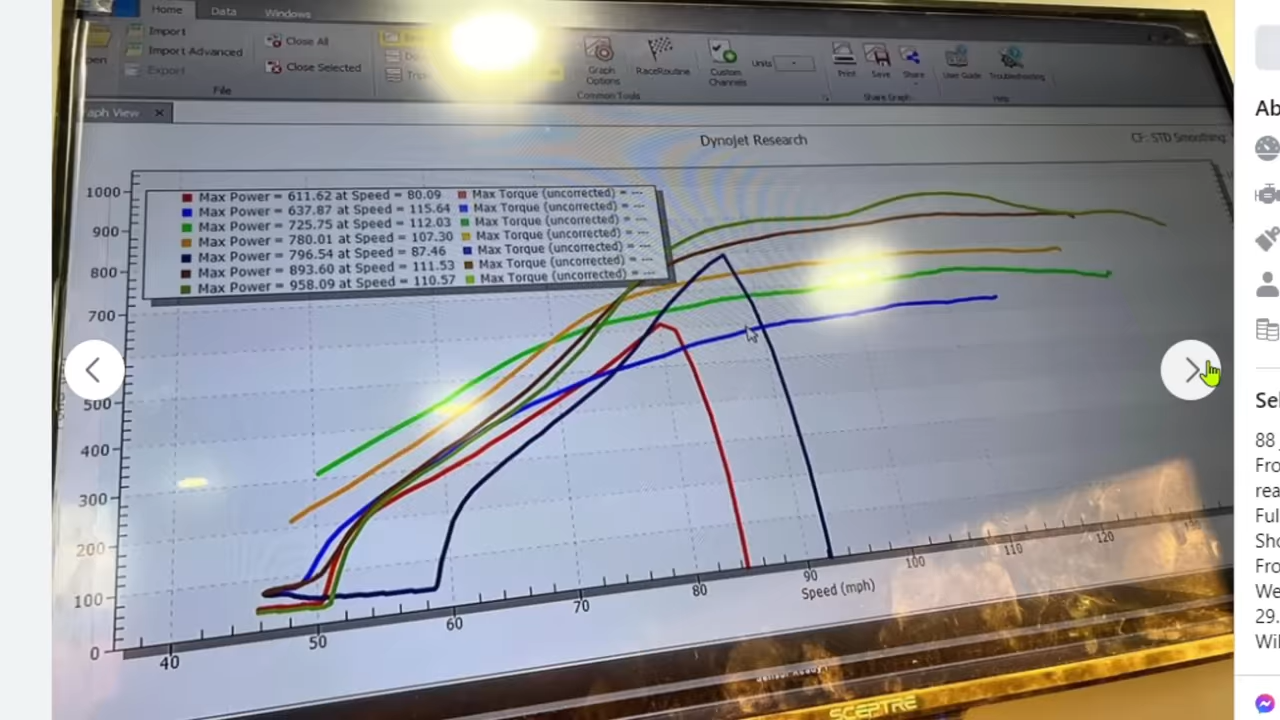 Home Data Windows
Import
Import Advanced
Export
Close All
Close Selected
File
Graph Options
RaceRoutine
Custom Channels
Units
Common Tools
Print
Save
Share
Share Graph
User Guide
Troubleshooting
Help
aph View
Dynojet Research
CF: STD Smoothing:
Max Power = 611.62 at Speed = 80.09 Max Torque (uncorrected) = ---
Max Power = 637.87 at Speed = 115.64 Max Torque (uncorrected) = ---
Max Power = 725.75 at Speed = 112.03 Max Torque (uncorrected) = ---
Max Power = 780.01 at Speed = 107.30 Max Torque (uncorrected) = ---
Max Power = 796.54 at Speed = 87.46 Max Torque (uncorrected) = ---
Max Power = 893.60 at Speed = 111.53 Max Torque (uncorrected) = ---
Max Power = 958.09 at Speed = 110.57 Max Torque (uncorrected) = ---
1000
900
800
700
500
400
300
200
100
0
40 50 60 70 80 90 100 110 120
Speed (mph)
SCEPTRE
Ab
Sel
88
Fro
rea
Full
Sho
Fro
We
29.
Wil